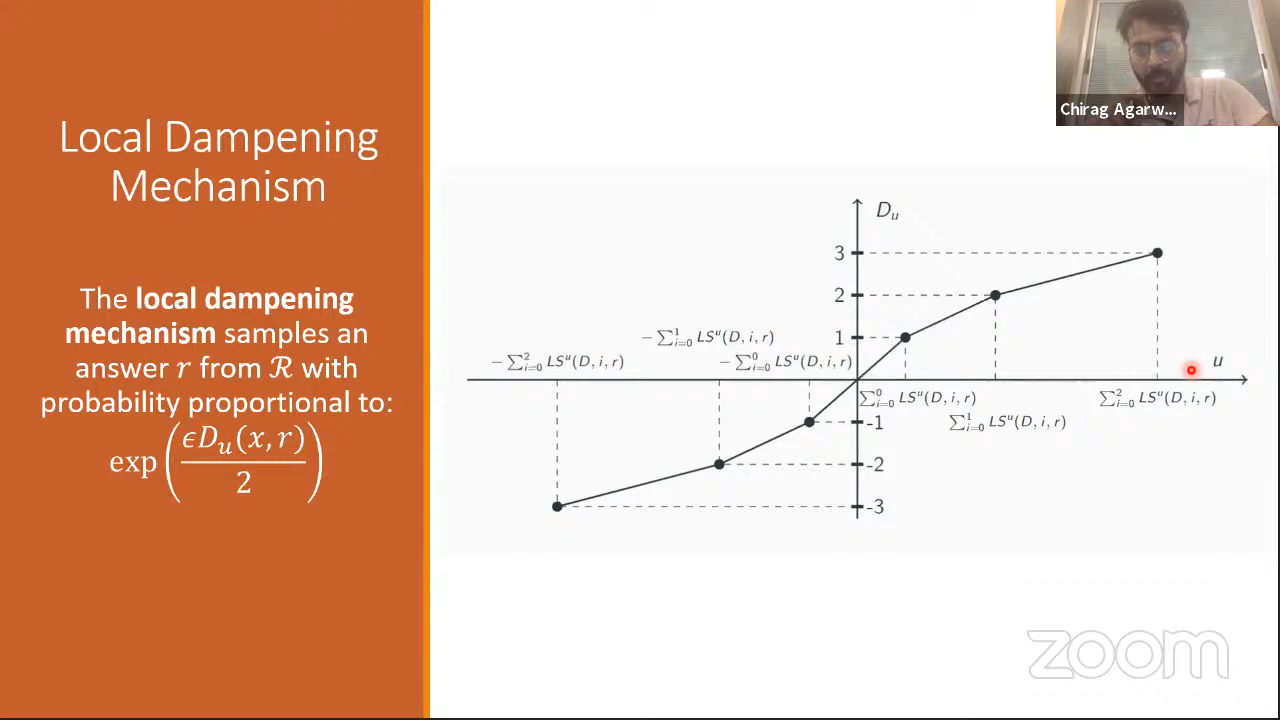 Local Dampening
Mechanism
The local dampening
mechanism samples an
answer r from ℛ with
probability proportional to:
exp(ϵD_u(x, r)/2)
Chirag Agarw...
D_u
3
2
1
-1
-2
-3
u
− ∑_{i=0}^{2} LS^u(D, i, r)
− ∑_{i=0}^{1} LS^u(D, i, r)
− ∑_{i=0}^{0} LS^u(D, i, r)
∑_{i=0}^{0} LS^u(D, i, r)
∑_{i=0}^{1} LS^u(D, i, r)
∑_{i=0}^{2} LS^u(D, i, r)
zoom